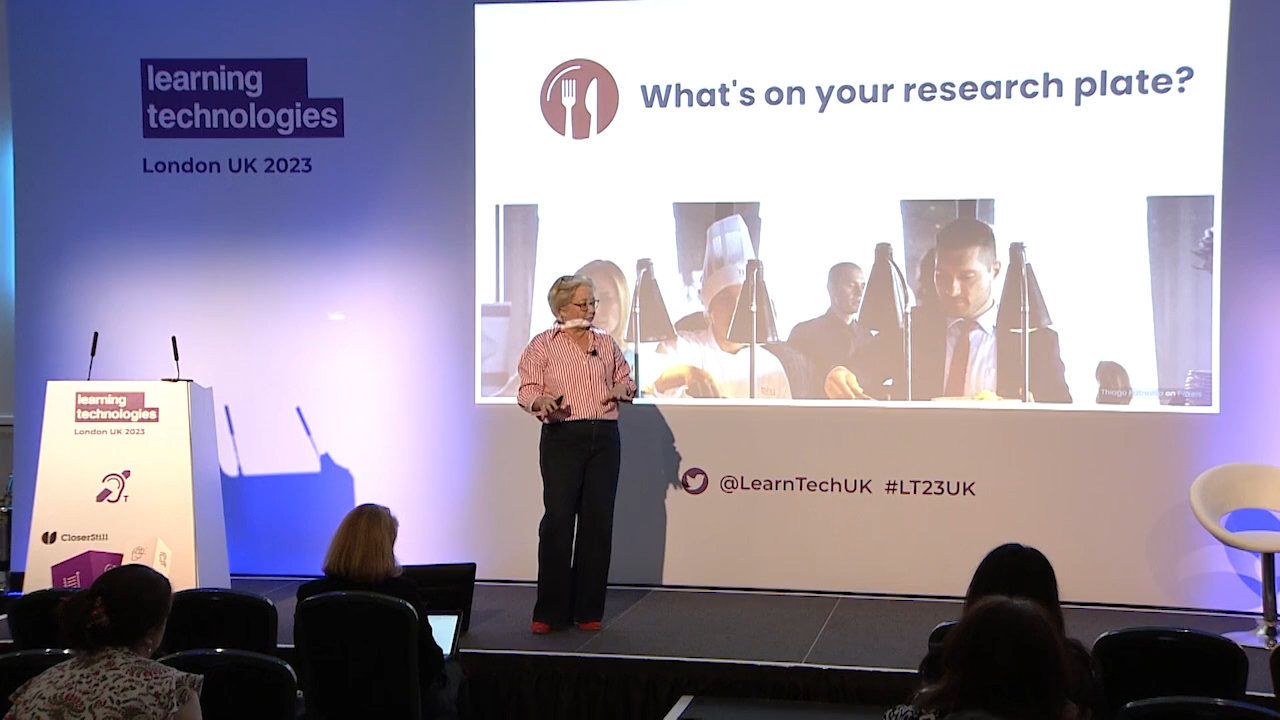 learning
technologies
London UK 2023
What's on your research plate?
@LearnTechUK #LT23UK
learning
technologies
London UK 2023
T
CloserStill